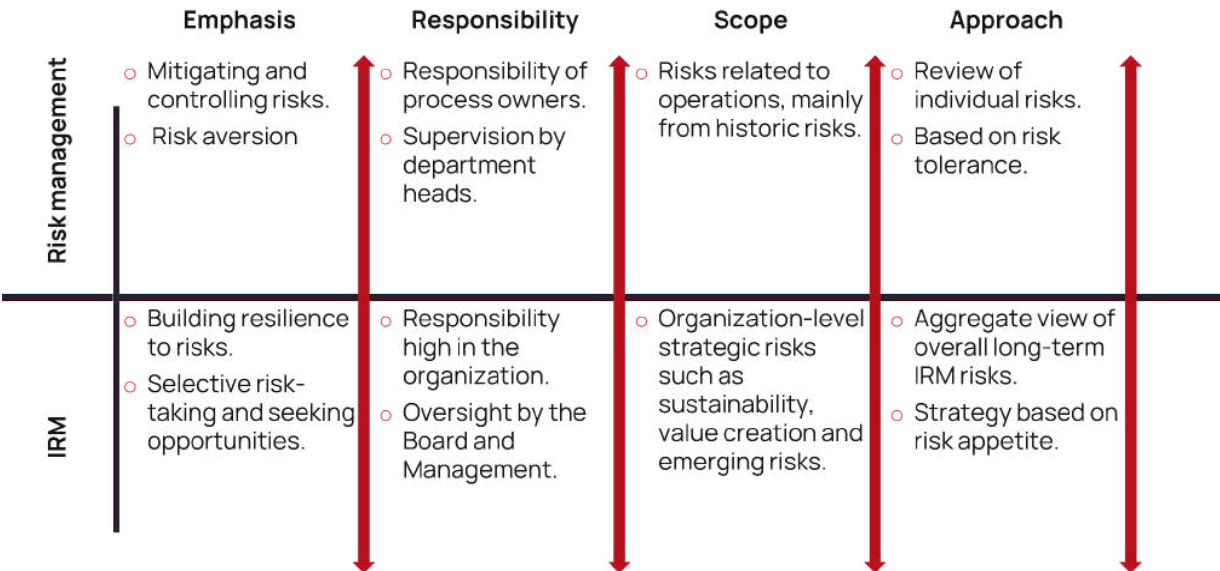 Emphasis
Responsibility
Scope
Approach
Risk management
Mitigating and
controlling risks.
Risk aversion
Responsibility of
process owners.
Supervision by
department
heads.
Risks related to
operations, mainly
from historic risks.
Review of
individual risks.
Based on risk
tolerance.
IRM
Building resilience
to risks.
Selective risk-
taking and seeking
opportunities.
Responsibility
high in the
organization.
Oversight by the
Board and
Management.
Organization-level
strategic risks
such as
sustainability,
value creation and
emerging risks.
Aggregate view of
overall long-term
IRM risks.
Strategy based on
risk appetite.